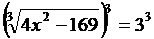 (∛(4x² − 169))³ = 3³